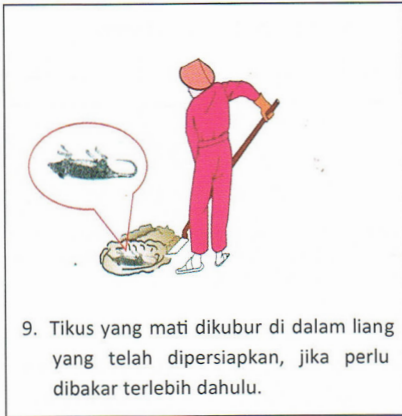 9. Tikus yang mati dikubur di dalam liang
yang telah dipersiapkan, jika perlu
dibakar terlebih dahulu.